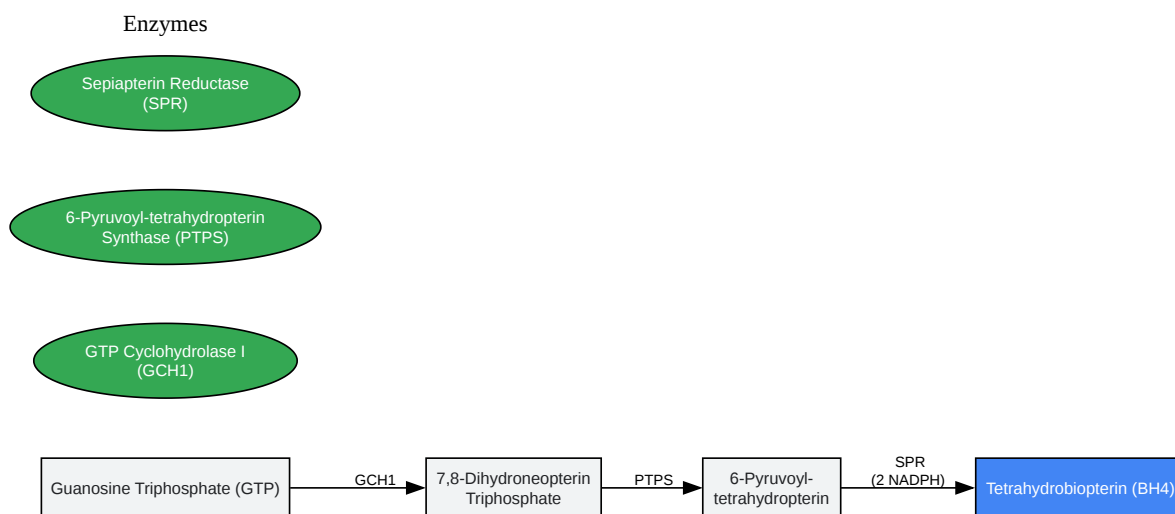 Enzymes
Sepiapterin Reductase
(SPR)
6-Pyruvoyl-tetrahydropterin
Synthase (PTPS)
GTP Cyclohydrolase I
(GCH1)
Guanosine Triphosphate (GTP)
GCH1
7,8-Dihydroneopterin
Triphosphate
PTPS
6-Pyruvoyl-
tetrahydropterin
SPR
(2 NADPH)
Tetrahydrobiopterin (BH4)